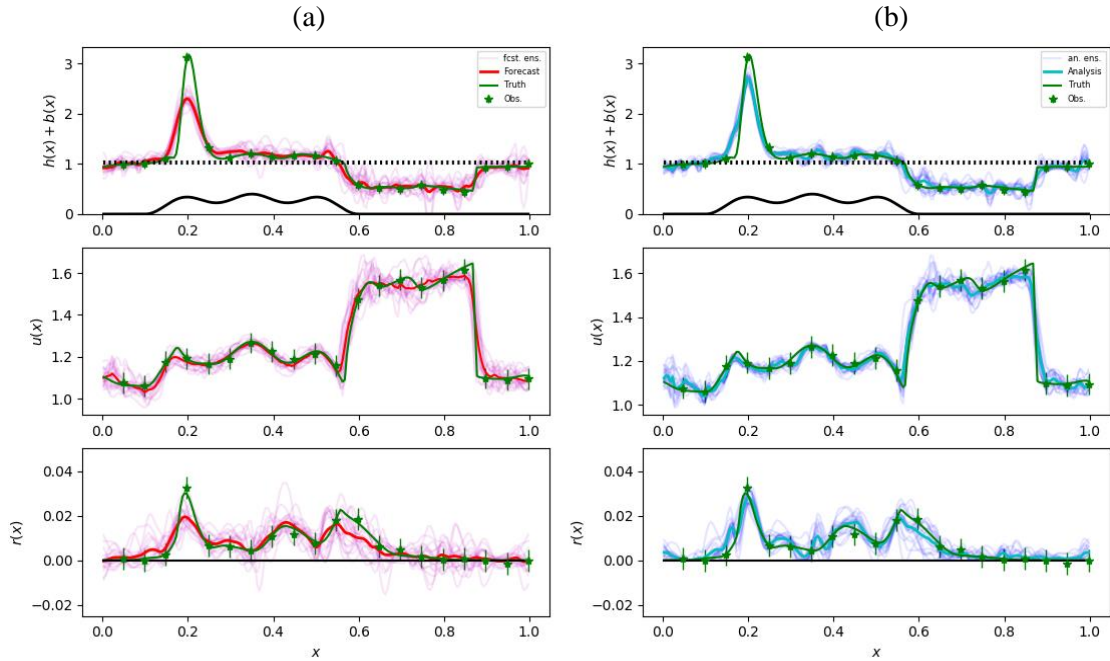 (a)
(b)
h(x) + b(x)
3
2
1
0
fcst. ens.
Forecast
Truth
Obs.
0.0 0.2 0.4 0.6 0.8 1.0
h(x) + b(x)
3
2
1
0
an. ens.
Analysis
Truth
Obs.
0.0 0.2 0.4 0.6 0.8 1.0
u(x)
1.6
1.4
1.2
1.0
0.0 0.2 0.4 0.6 0.8 1.0
u(x)
1.6
1.4
1.2
1.0
0.0 0.2 0.4 0.6 0.8 1.0
r(x)
0.04
0.02
0.00
−0.02
0.0 0.2 0.4 0.6 0.8 1.0
x
r(x)
0.04
0.02
0.00
−0.02
0.0 0.2 0.4 0.6 0.8 1.0
x